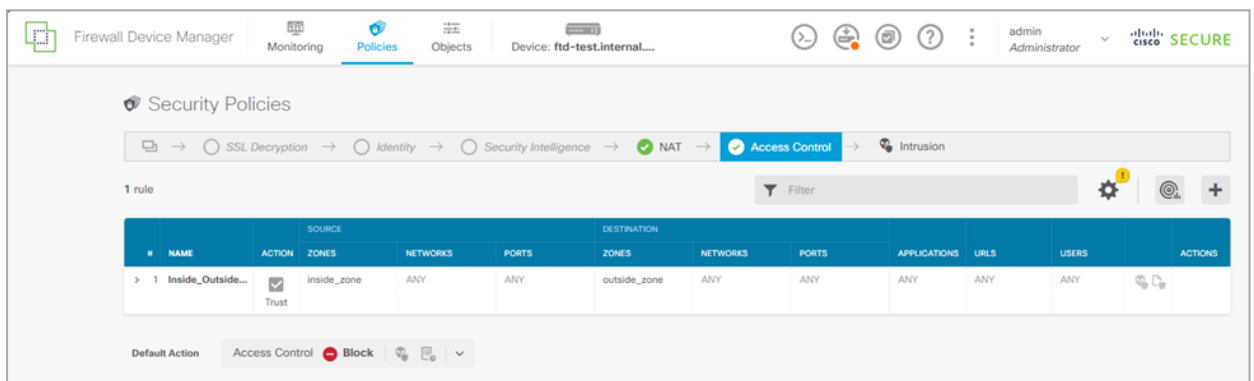 Firewall Device Manager
Monitoring
Policies
Objects
Device: ftd-test.internal....
admin
Administrator
cisco SECURE
Security Policies
SSL Decryption → Identity → Security Intelligence → NAT → Access Control → Intrusion
1 rule
Filter
SOURCE DESTINATION
# NAME ACTION ZONES NETWORKS PORTS ZONES NETWORKS PORTS APPLICATIONS URLS USERS ACTIONS
> 1 Inside_Outside... Trust inside_zone ANY ANY outside_zone ANY ANY ANY ANY ANY
Default Action Access Control Block